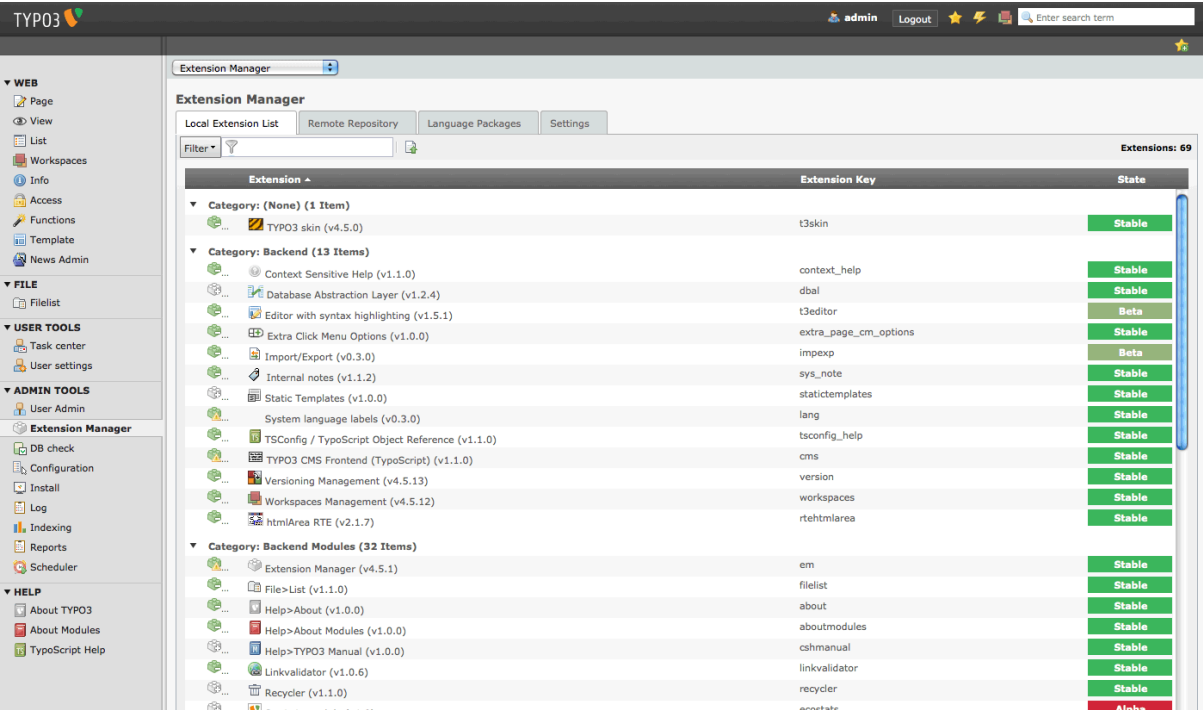 TYPO3
admin
Logout
Enter search term
Extension Manager
WEB
Page
View
List
Workspaces
Info
Access
Functions
Template
News Admin
FILE
Filelist
USER TOOLS
Task center
User settings
ADMIN TOOLS
User Admin
Extension Manager
DB check
Configuration
Install
Log
Indexing
Reports
Scheduler
HELP
About TYPO3
About Modules
TypoScript Help
Extension Manager
Local Extension List Remote Repository Language Packages Settings
Filter Extensions: 69
Extension Extension Key State
Category: (None) (1 Item)
... TYPO3 skin (v4.5.0) t3skin Stable
Category: Backend (13 Items)
... Context Sensitive Help (v1.1.0) context_help Stable
... Database Abstraction Layer (v1.2.4) dbal Stable
... Editor with syntax highlighting (v1.5.1) t3editor Beta
... Extra Click Menu Options (v1.0.0) extra_page_cm_options Stable
... Import/Export (v0.3.0) impexp Beta
... Internal notes (v1.1.2) sys_note Stable
... Static Templates (v1.0.0) statictemplates Stable
... System language labels (v0.3.0) lang Stable
... TSConfig / TypoScript Object Reference (v1.1.0) tsconfig_help Stable
... TYPO3 CMS Frontend (TypoScript) (v1.1.0) cms Stable
... Versioning Management (v4.5.13) version Stable
... Workspaces Management (v4.5.12) workspaces Stable
... htmlArea RTE (v2.1.7) rtehtmlarea Stable
Category: Backend Modules (32 Items)
... Extension Manager (v4.5.1) em Stable
... File>List (v1.1.0) filelist Stable
... Help>About (v1.0.0) about Stable
... Help>About Modules (v1.0.0) aboutmodules Stable
... Help>TYPO3 Manual (v1.0.0) cshmanual Stable
... Linkvalidator (v1.0.6) linkvalidator Stable
... Recycler (v1.1.0) recycler Stable
ecostats Alpha